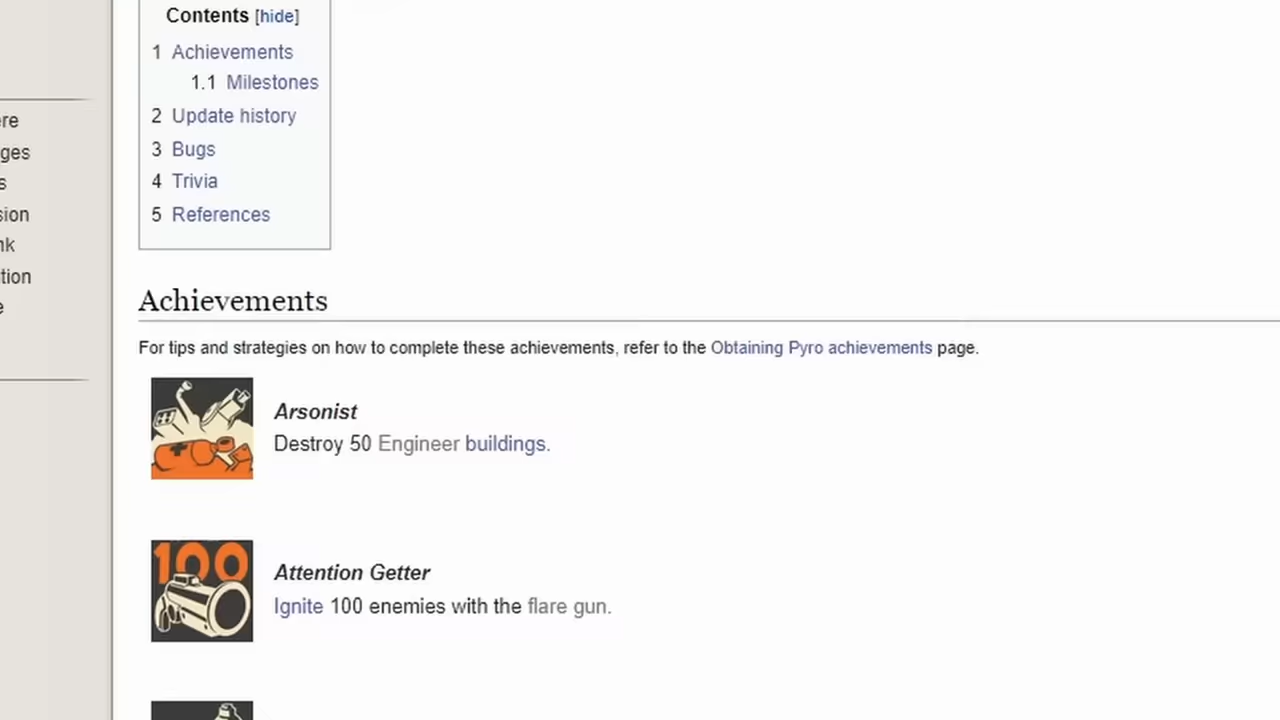 Contents [hide]
1 Achievements
1.1 Milestones
2 Update history
3 Bugs
4 Trivia
5 References
Achievements
For tips and strategies on how to complete these achievements, refer to the Obtaining Pyro achievements page.
Arsonist
Destroy 50 Engineer buildings.
100
Attention Getter
Ignite 100 enemies with the flare gun.